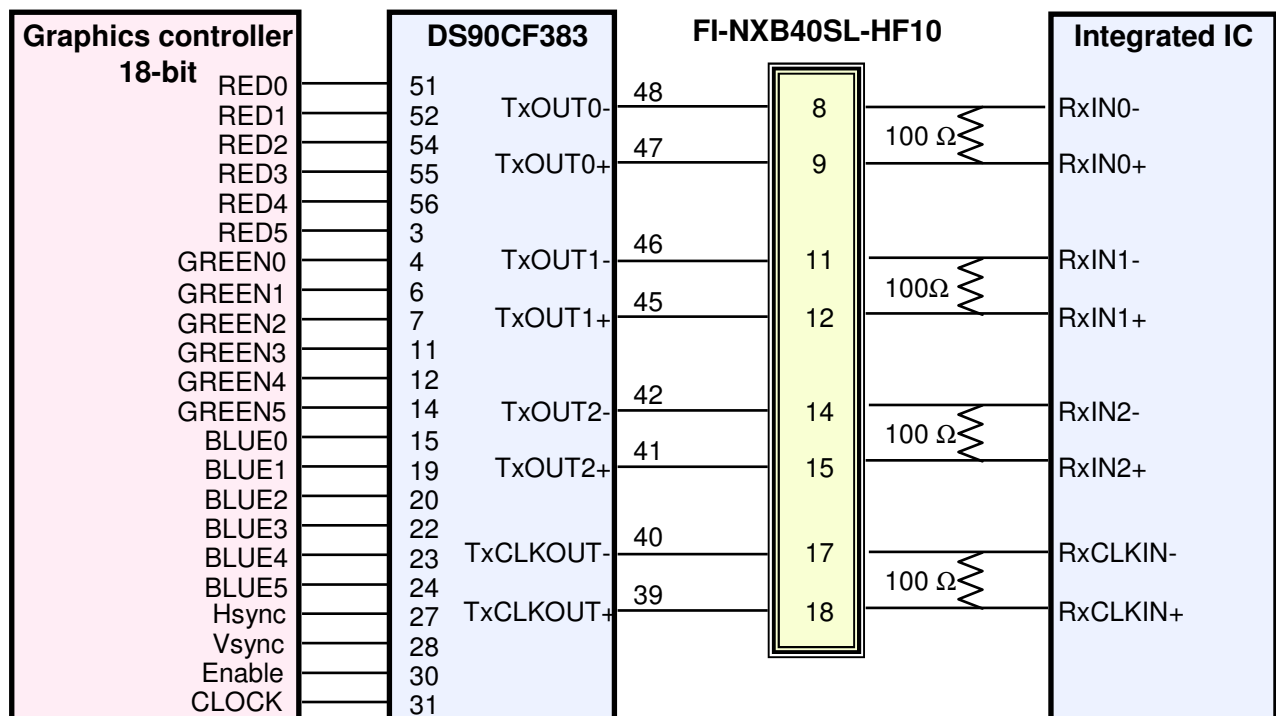 Graphics controller
18-bit
DS90CF383
FI-NXB40SL-HF10
Integrated IC
RED0
RED1
RED2
RED3
RED4
RED5
GREEN0
GREEN1
GREEN2
GREEN3
GREEN4
GREEN5
BLUE0
BLUE1
BLUE2
BLUE3
BLUE4
BLUE5
Hsync
Vsync
Enable
CLOCK
51
52
54
55
56
3
4
6
7
11
12
14
15
19
20
22
23
24
27
28
30
31
TxOUT0- 48 8 RxIN0-
100 Ω
TxOUT0+ 47 9 RxIN0+
TxOUT1- 46 11 RxIN1-
100Ω
TxOUT1+ 45 12 RxIN1+
TxOUT2- 42 14 RxIN2-
100 Ω
TxOUT2+ 41 15 RxIN2+
TxCLKOUT- 40 17 RxCLKIN-
100 Ω
TxCLKOUT+ 39 18 RxCLKIN+